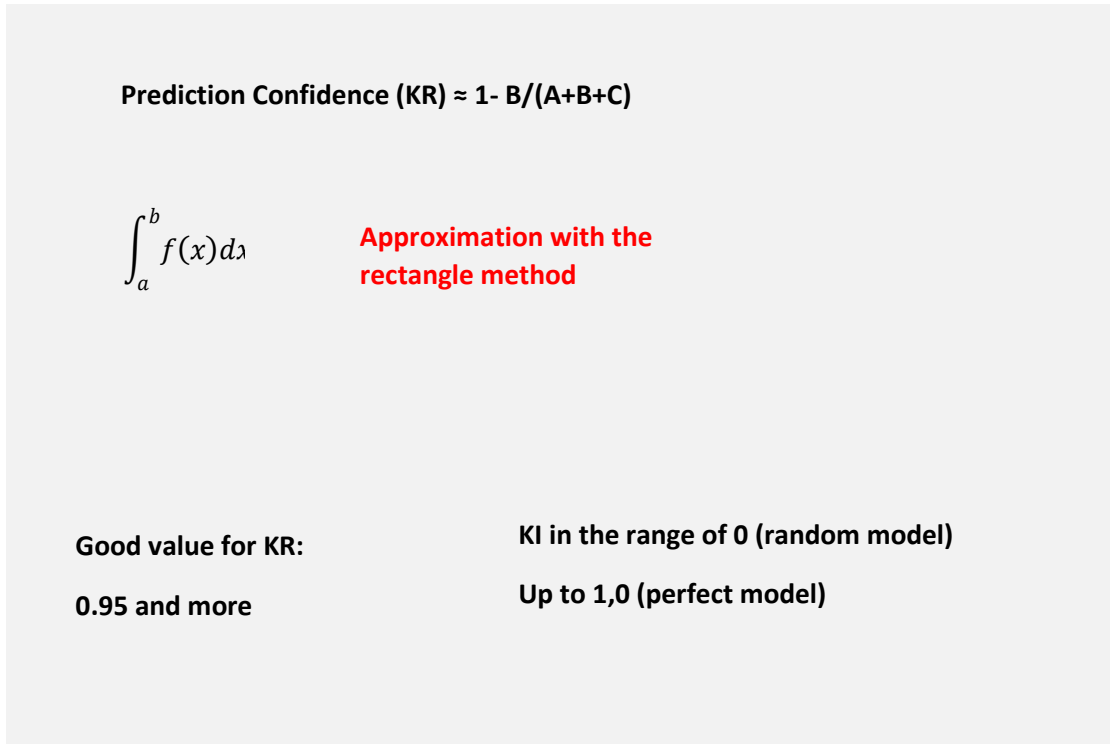 Prediction Confidence (KR) ≈ 1- B/(A+B+C)
∫_a^b f(x)dx
Approximation with the
rectangle method
Good value for KR:
0.95 and more
KI in the range of 0 (random model)
Up to 1,0 (perfect model)